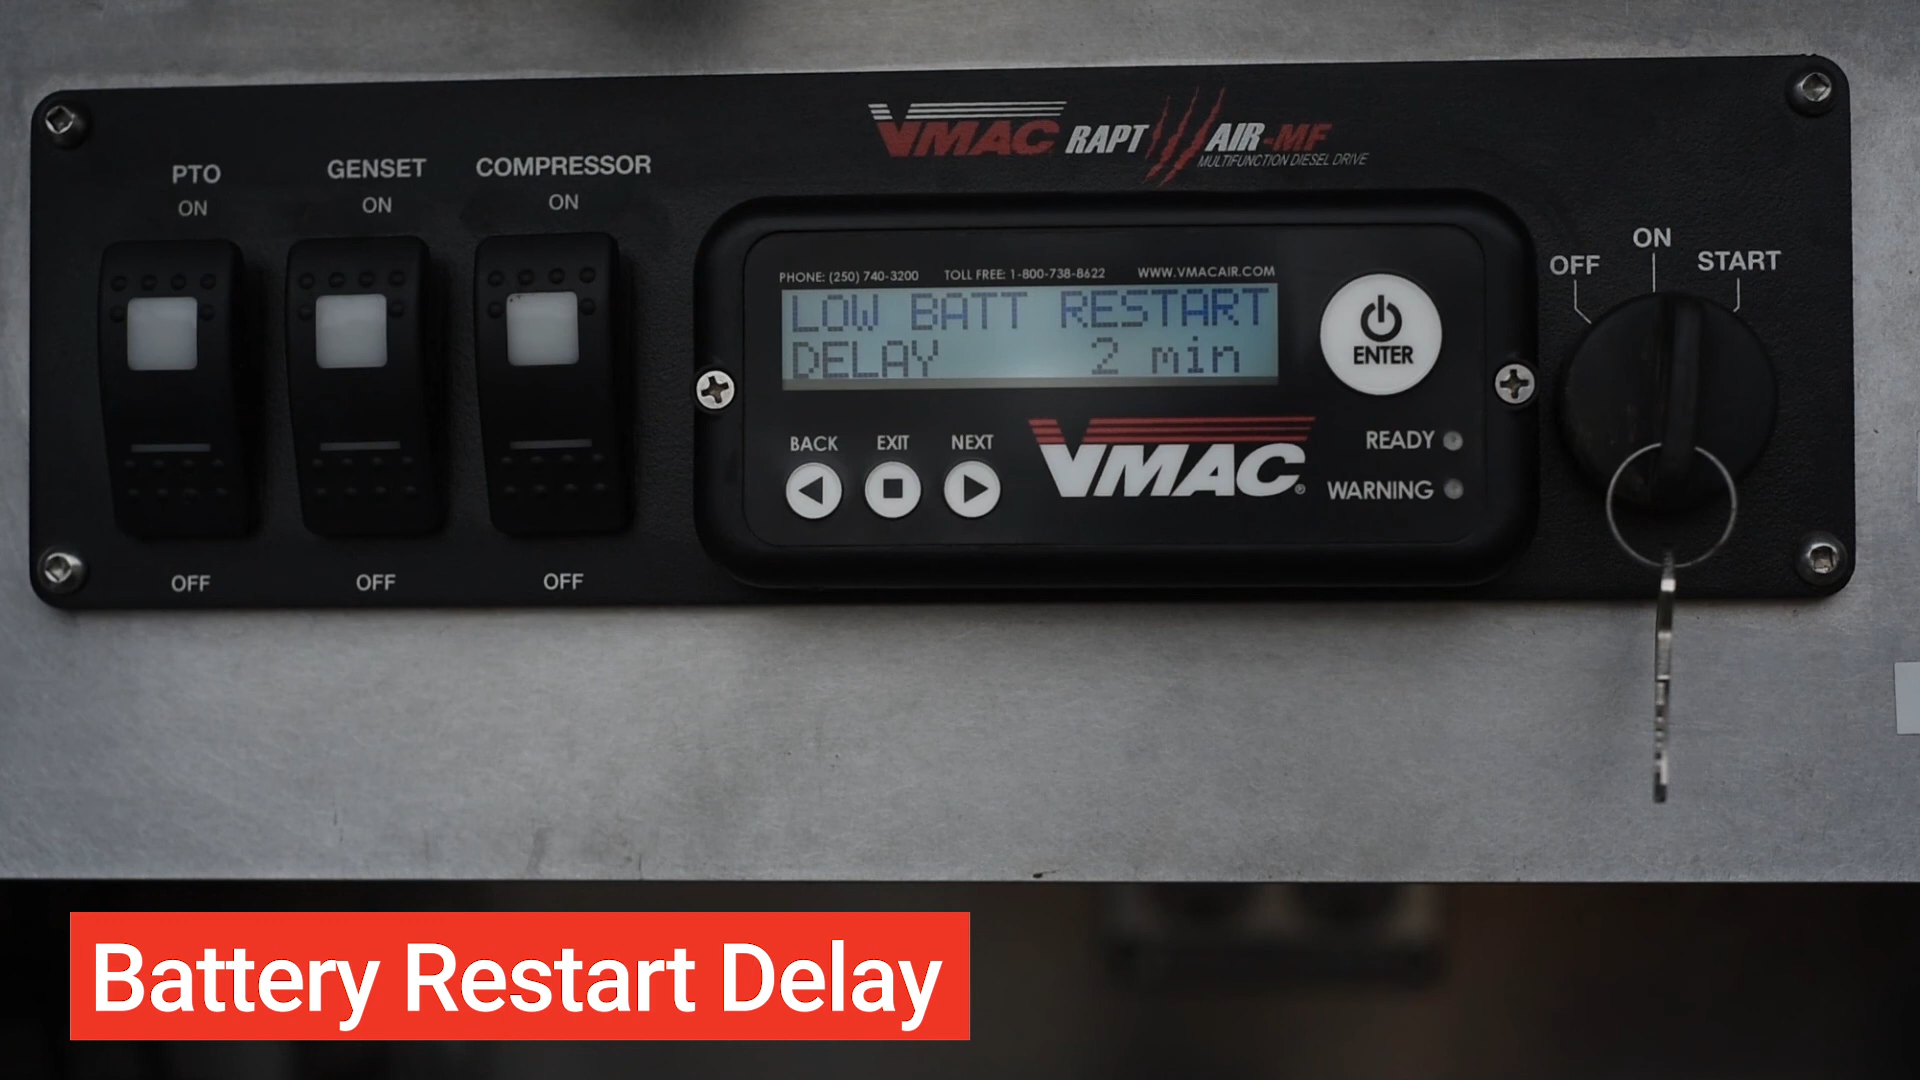 VMAC RAPT AIR-MF
MULTIFUNCTION DIESEL DRIVE
PTO
ON
GENSET
ON
COMPRESSOR
ON
PHONE: (250) 740-3200 TOLL FREE: 1-800-738-8622 WWW.VMACAIR.COM
LOW BATT RESTART
DELAY 2 min
ENTER
BACK EXIT NEXT
VMAC®
READY
WARNING
OFF ON START
OFF
OFF
OFF
Battery Restart Delay